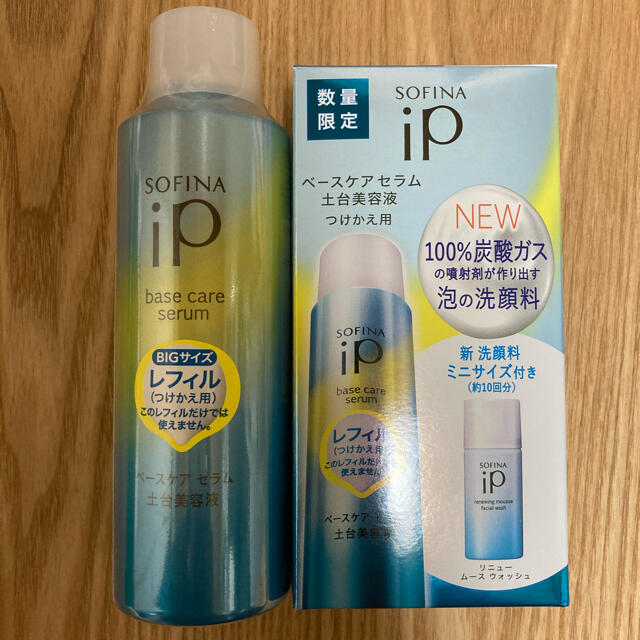 SOFINA
iP
base care
serum
BIGサイズ
レフィル
(つけかえ用)
このレフィルだけでは
使えません。
ベースケア セラム
土台美容液
数量
限定
SOFINA
iP
ベースケア セラム
土台美容液
つけかえ用
NEW
100%炭酸ガス
の噴射剤が作り出す
泡の洗顔料
新 洗顔料
ミニサイズ付き
(約10回分)
SOFINA
iP
base care
serum
レフィル
(つけかえ用
このレフィルだけ
使えません
ベースケア
土台美容液
SOFINA
iP
renewing mousse
facial wash
リニュー
ムース ウォッシュ